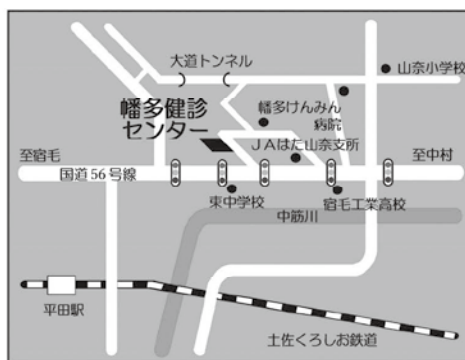 大道トンネル
山奈小学校
幡多健診
センター
幡多けんみん
病院
JAはた山奈支所
至宿毛
至中村
国道56号線
東中学校
宿毛工業高校
中筋川
平田駅
土佐くろしお鉄道